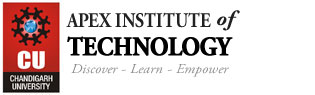 CU
CHANDIGARH
UNIVERSITY
APEX INSTITUTE of
TECHNOLOGY
Discover - Learn - Empower